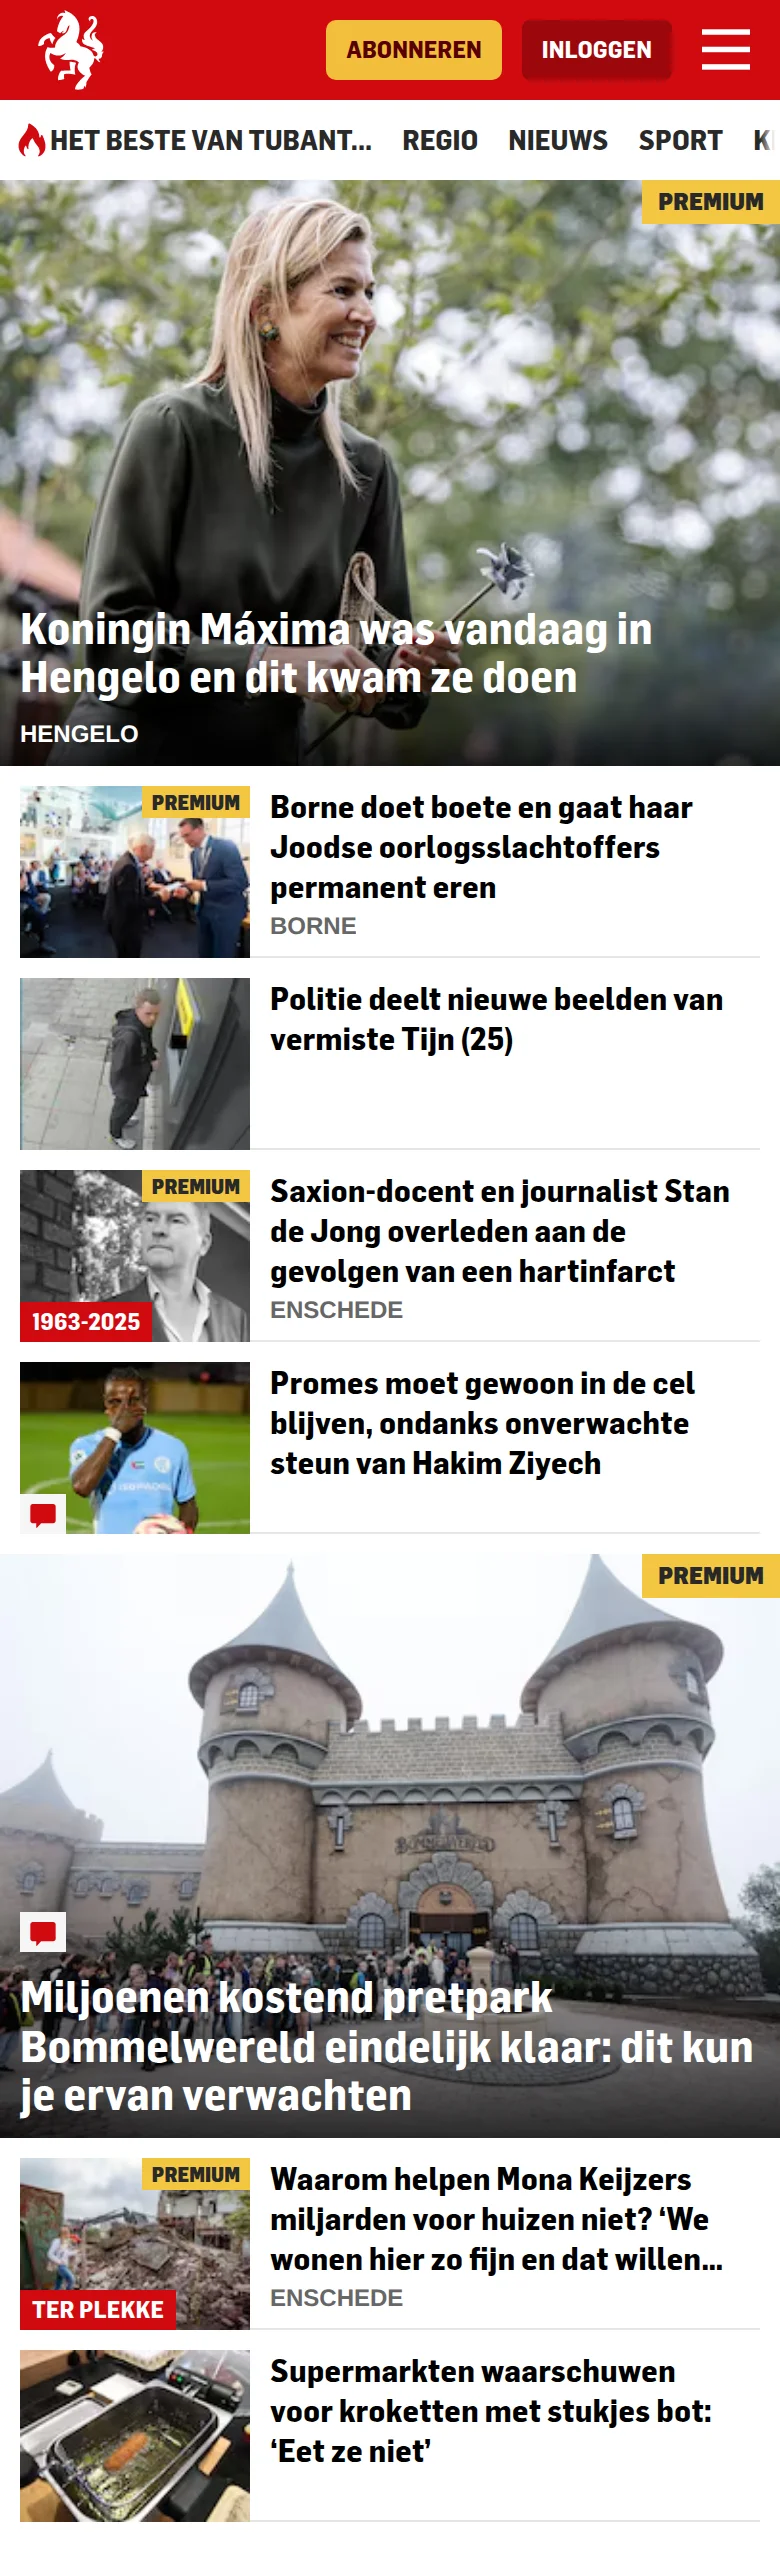 ABONNEREN
INLOGGEN
HET BESTE VAN TUBANT...
REGIO
NIEUWS
SPORT
PREMIUM
Koningin Máxima was vandaag in
Hengelo en dit kwam ze doen
HENGELO
PREMIUM
Borne doet boete en gaat haar
Joodse oorlogsslachtoffers
permanent eren
BORNE
Politie deelt nieuwe beelden van
vermiste Tijn (25)
PREMIUM
1963-2025
Saxion-docent en journalist Stan
de Jong overleden aan de
gevolgen van een hartinfarct
ENSCHEDE
Promes moet gewoon in de cel
blijven, ondanks onverwachte
steun van Hakim Ziyech
PREMIUM
BOMMELWERELD
Miljoenen kostend pretpark
Bommelwereld eindelijk klaar: dit kun
je ervan verwachten
PREMIUM
TER PLEKKE
Waarom helpen Mona Keijzers
miljarden voor huizen niet? ‘We
wonen hier zo fijn en dat willen...
ENSCHEDE
Supermarkten waarschuwen
voor kroketten met stukjes bot:
‘Eet ze niet’